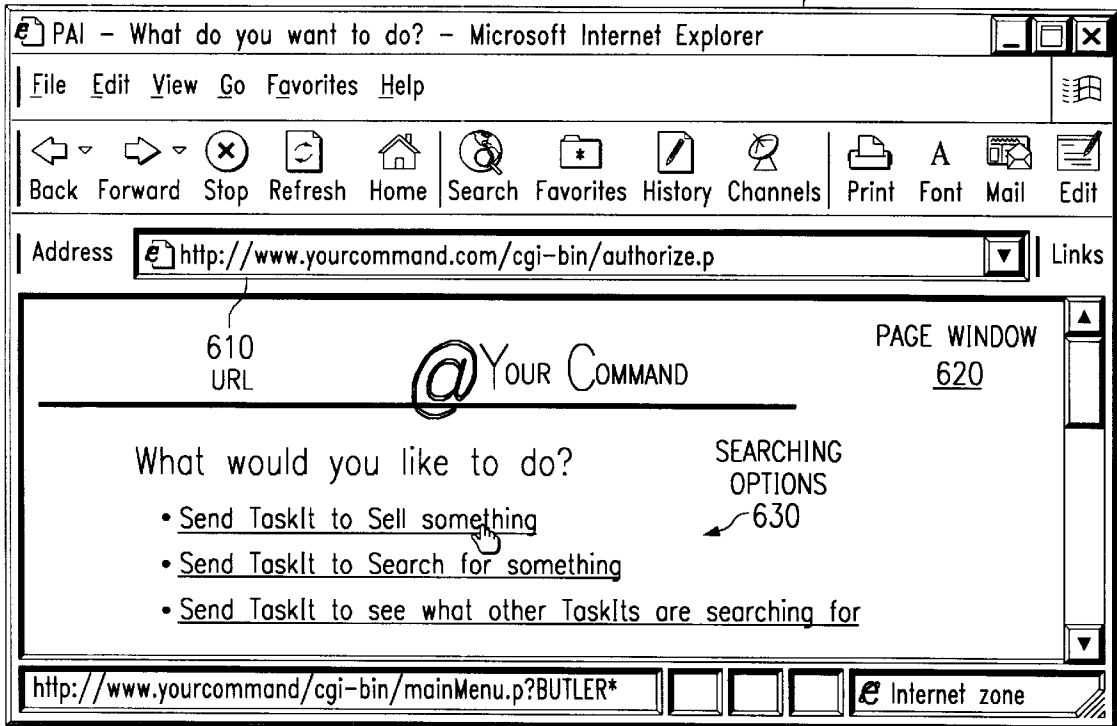 PAI – What do you want to do? – Microsoft Internet Explorer
File Edit View Go Favorites Help
Back Forward Stop Refresh Home Search Favorites History Channels Print Font Mail Edit
Address http://www.yourcommand.com/cgi-bin/authorize.p Links
610
URL
@Your Command
PAGE WINDOW
620
What would you like to do?
SEARCHING
OPTIONS
630
• Send TaskIt to Sell something
• Send TaskIt to Search for something
• Send TaskIt to see what other TaskIts are searching for
http://www.yourcommand/cgi-bin/mainMenu.p?BUTLER*
Internet zone